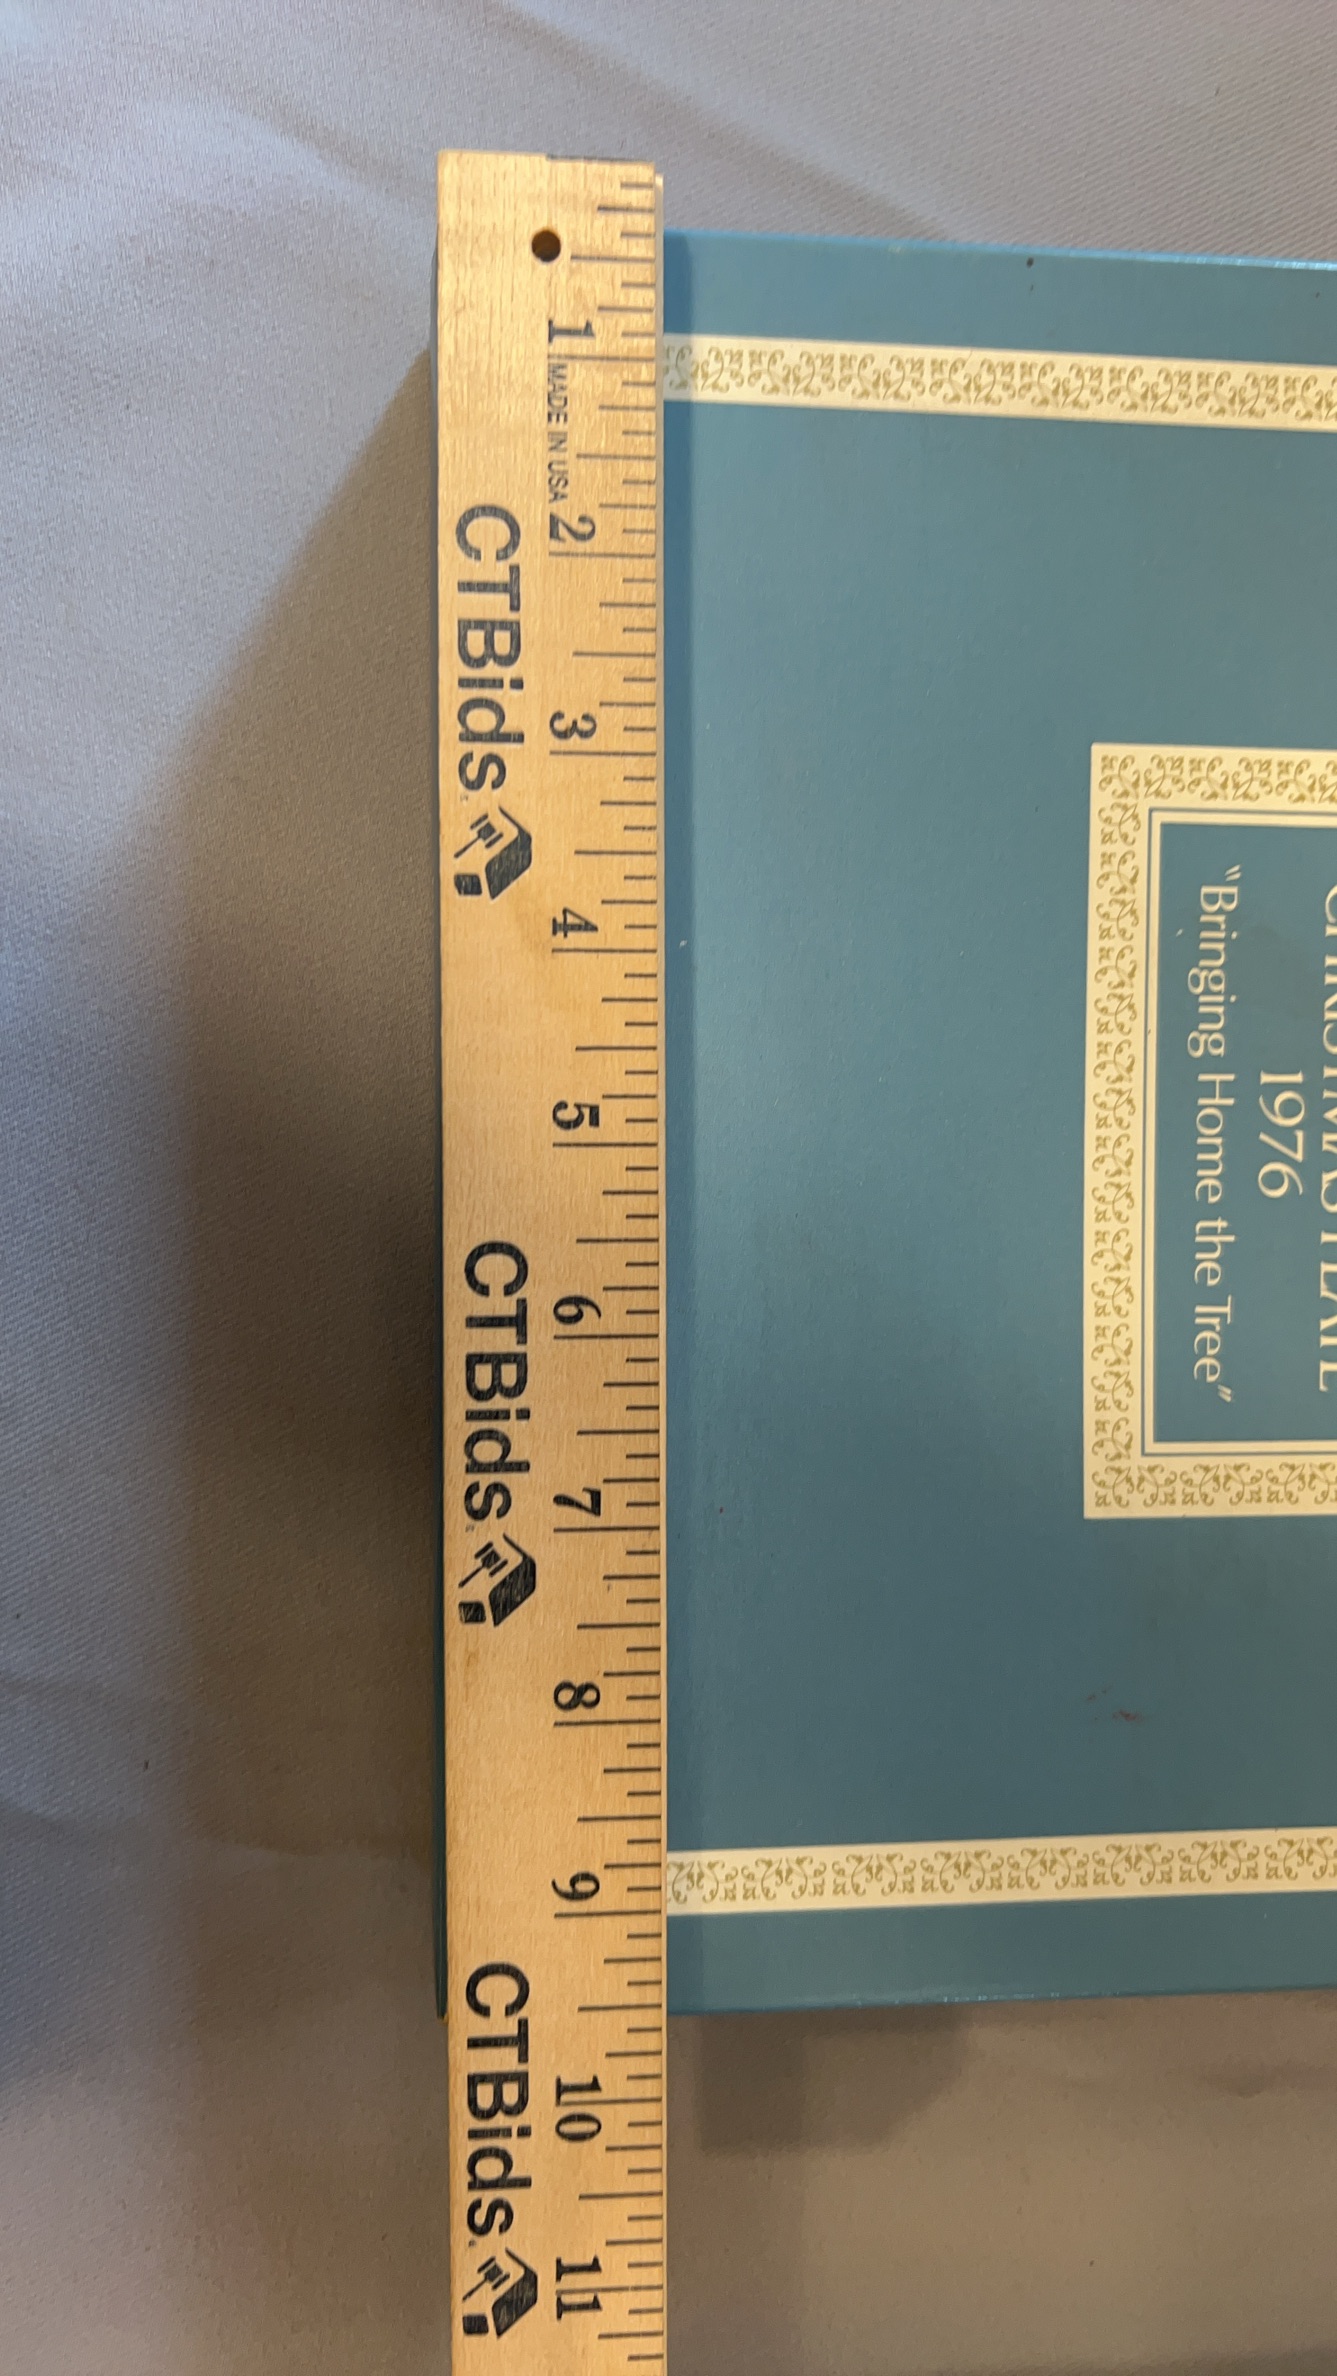 1 2 3 4 5 6 7 8 9 10 11
MADE IN USA
CTBids
CTBids
CTBids
1976
"Bringing Home the Tree"